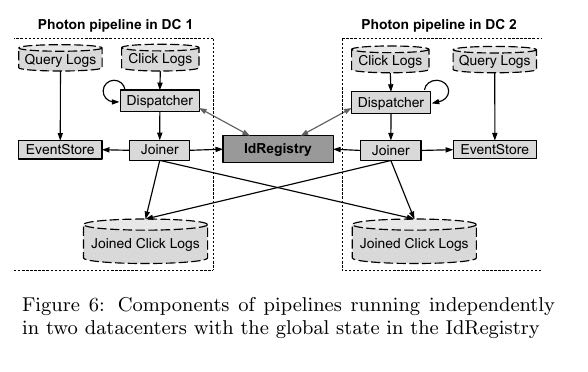 Photon pipeline in DC 1
Photon pipeline in DC 2
Query Logs
Click Logs
Click Logs
Query Logs
Dispatcher
Dispatcher
EventStore
Joiner
IdRegistry
Joiner
EventStore
Joined Click Logs
Joined Click Logs
Figure 6: Components of pipelines running independently
in two datacenters with the global state in the IdRegistry